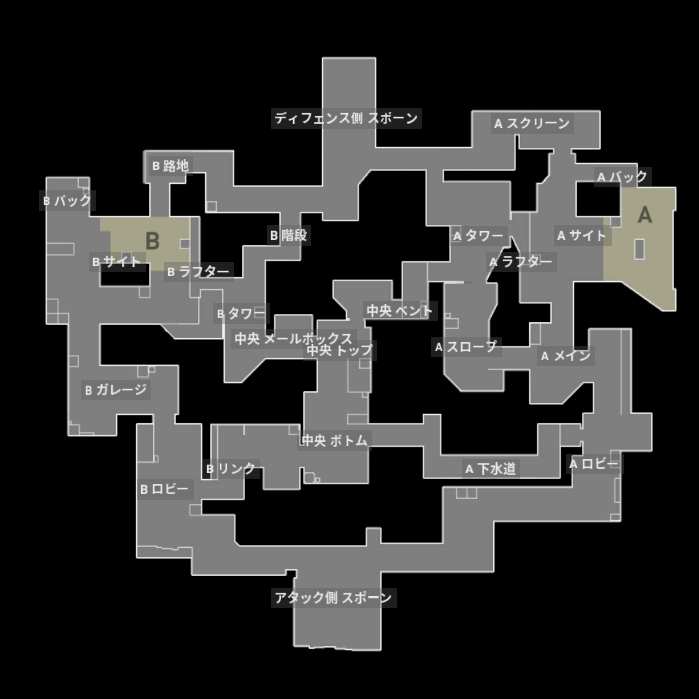 ディフェンス側 スポーン
A スクリーン
B 路地
A バック
B バック
A
B
B 階段
A タワー
A サイト
B サイト
B ラフター
A ラフター
B タワー
中央 ベント
中央 メールボックス
中央 トップ
A スロープ
A メイン
B ガレージ
中央 ボトム
B リンク
A 下水道
A ロビー
B ロビー
アタック側 スポーン